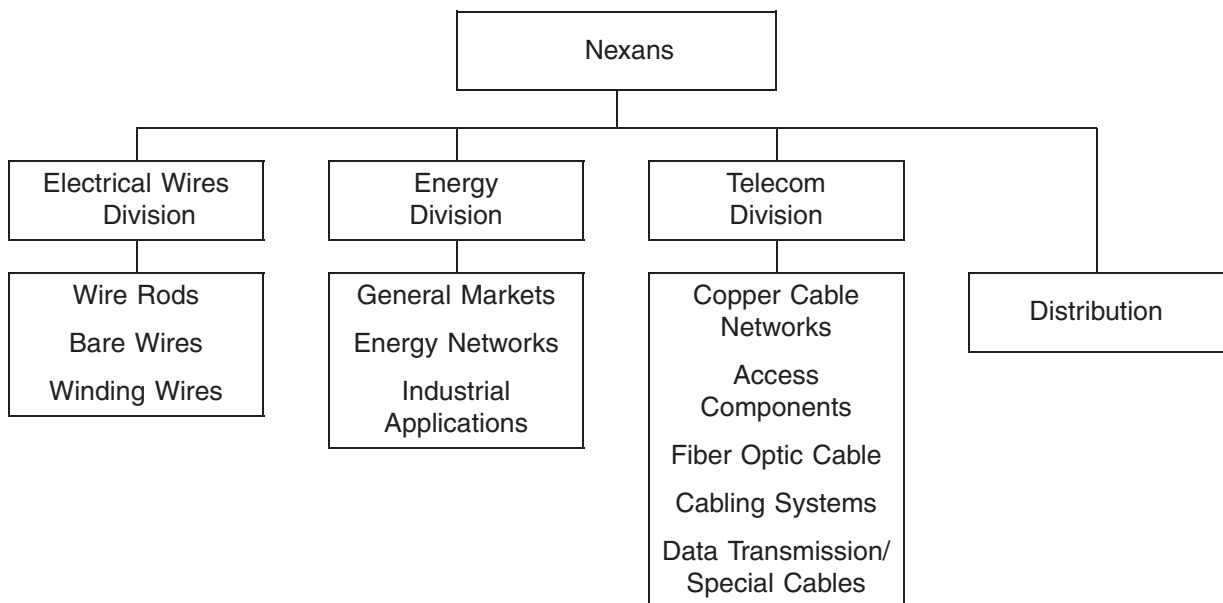 Nexans
Electrical Wires
Division
Energy
Division
Telecom
Division
Wire Rods
Bare Wires
Winding Wires
General Markets
Energy Networks
Industrial
Applications
Copper Cable
Networks
Access
Components
Fiber Optic Cable
Cabling Systems
Data Transmission/
Special Cables
Distribution